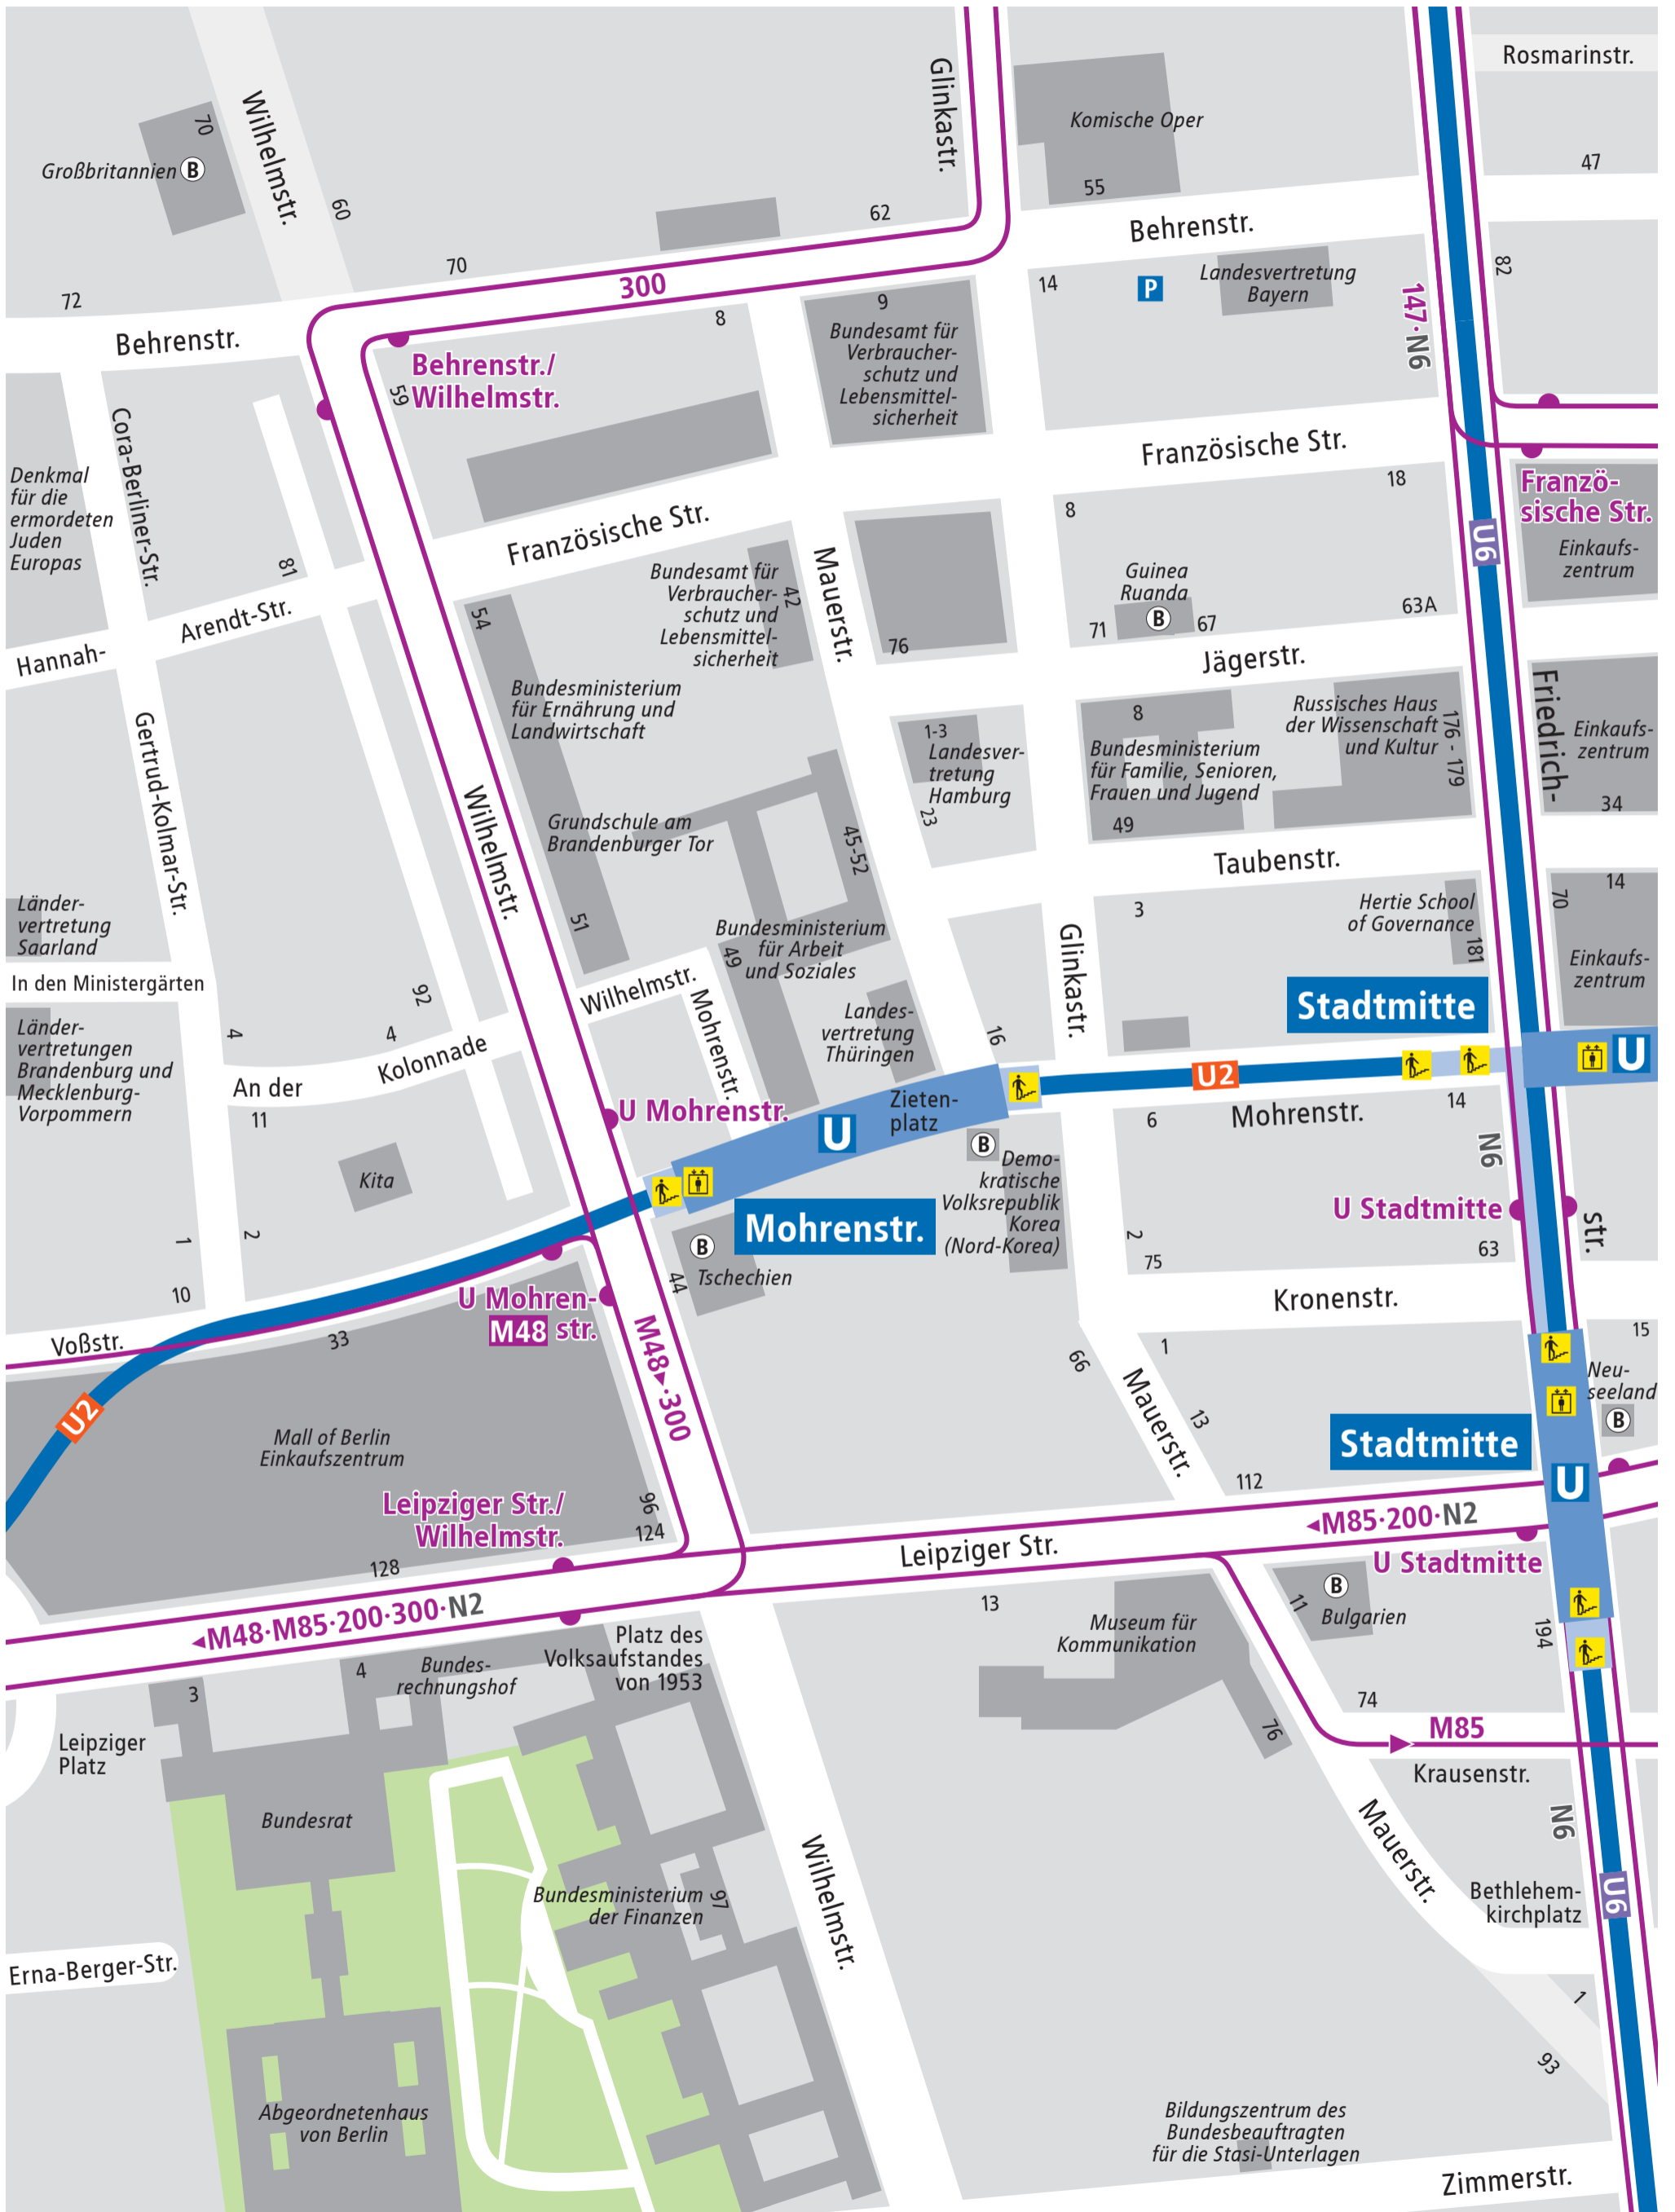 Rosmarinstr.
Glinkastr.
Komische Oper
Wilhelmstr.
70
Großbritannien B
60
55
47
62
Behrenstr.
70
72
300
Behrenstr.
14
P
Landesvertretung
Bayern
82
147·N6
8
9
Bundesamt für
Verbraucher-
schutz und
Lebensmittel-
sicherheit
Behrenstr./
Wilhelmstr.
59
Cora-Berliner-Str.
Denkmal
für die
ermordeten
Juden
Europas
Französische Str.
18
8
Franzö-
sische Str.
U6
Einkaufs-
zentrum
Französische Str.
81
Hannah-
Arendt-Str.
54
Bundesamt für
Verbraucher-
schutz und
Lebensmittel-
sicherheit
42
Mauerstr.
76
Guinea
Ruanda
B
71
67
63A
Jägerstr.
Bundesministerium
für Ernährung und
Landwirtschaft
Gertrud-Kolmar-Str.
1-3
Landesver-
tretung
Hamburg
23
8
Bundesministerium
für Familie, Senioren,
Frauen und Jugend
49
Russisches Haus
der Wissenschaft
und Kultur
176 - 179
Friedrich-
Einkaufs-
zentrum
34
Wilhelmstr.
Grundschule am
Brandenburger Tor
45-52
Taubenstr.
14
70
3
Hertie School
of Governance
181
Einkaufs-
zentrum
Länder-
vertretung
Saarland
51
Bundesministerium
für Arbeit
und Soziales
49
Glinkastr.
In den Ministergärten
92
Wilhelmstr.
Mohrenstr.
Landes-
vertretung
Thüringen
16
Stadtmitte
U
Länder-
vertretungen
Brandenburg und
Mecklenburg-
Vorpommern
4
4
An der
Kolonnade
11
U2
Mohrenstr.
6
14
N6
U Mohrenstr.
Zieten-
platz
U
B
Demo-
kratische
Volksrepublik
Korea
(Nord-Korea)
Kita
Mohrenstr.
B
Tschechien
44
U Stadtmitte
str.
2
75
63
1
2
10
Kronenstr.
U Mohren-
M48 str.
Voßstr.
33
M48▸·300
15
1
66
Mauerstr.
13
Neu-
seeland
B
U2
Mall of Berlin
Einkaufszentrum
Stadtmitte
U
112
Leipziger Str./
Wilhelmstr.
96
124
128
◂M85·200·N2
Leipziger Str.
U Stadtmitte
◂M48·M85·200·300·N2
13
Museum für
Kommunikation
B
11
Bulgarien
194
Platz des
Volksaufstandes
von 1953
Bundes-
rechnungshof
4
3
76
74
M85
Krausenstr.
Leipziger
Platz
Bundesrat
N6
Mauerstr.
Wilhelmstr.
Bundesministerium
der Finanzen
97
Bethlehem-
kirchplatz
U6
Erna-Berger-Str.
1
93
Abgeordnetenhaus
von Berlin
Bildungszentrum des
Bundesbeauftragten
für die Stasi-Unterlagen
Zimmerstr.